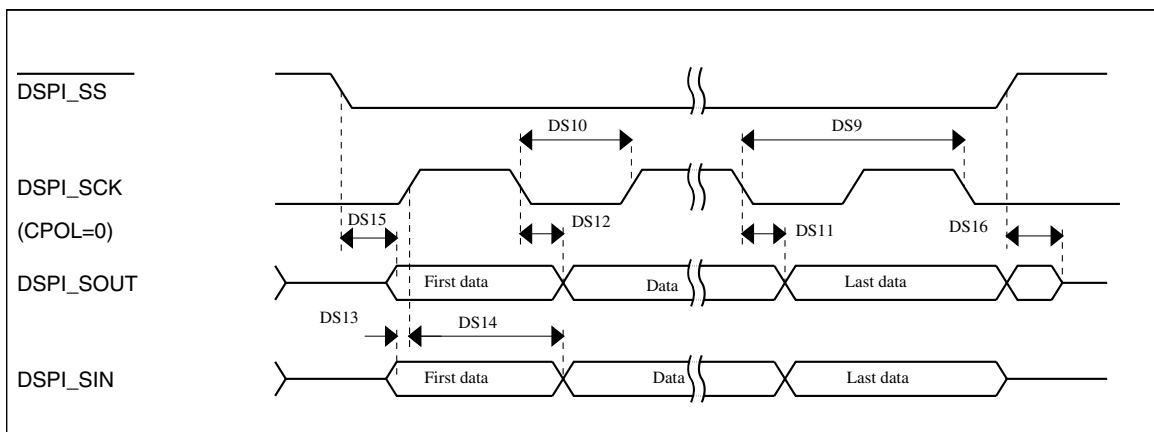 DSPI_SS
DS10
DS9
DSPI_SCK
(CPOL=0)
DS15
DS12
DS11
DS16
DSPI_SOUT
First data
Data
Last data
DS13
DS14
DSPI_SIN
First data
Data
Last data